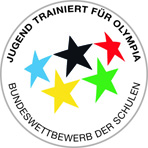 JUGEND TRAINIERT FÜR OLYMPIA
BUNDESWETTBEWERB DER SCHULEN